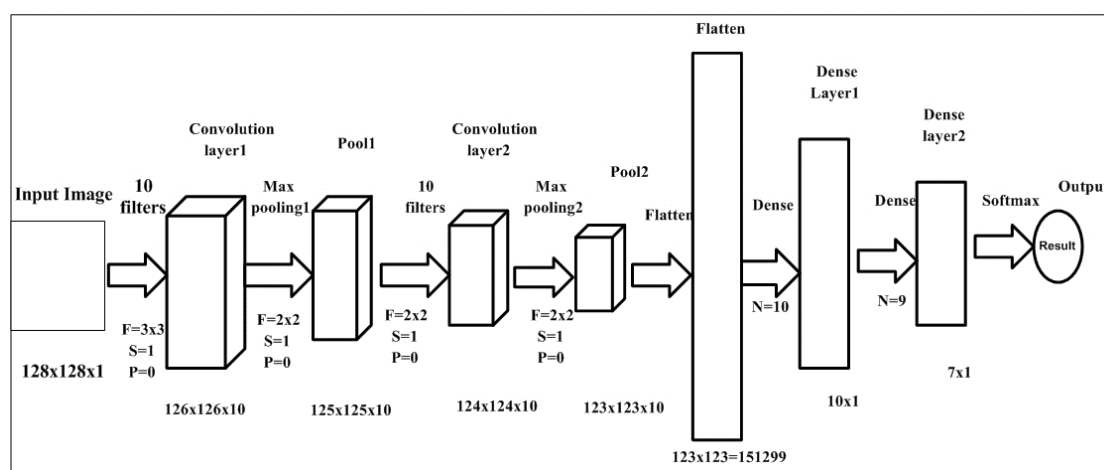 Input Image
128x128x1
10
filters
F=3x3
S=1
P=0
Convolution
layer1
126x126x10
Max
pooling1
F=2x2
S=1
P=0
Pool1
125x125x10
10
filters
F=2x2
S=1
P=0
Convolution
layer2
124x124x10
Max
pooling2
F=2x2
S=1
P=0
Pool2
123x123x10
Flatten
Flatten
123x123=151299
Dense
N=10
Dense
Layer1
10x1
Dense
N=9
Dense
layer2
7x1
Softmax
Output
Result